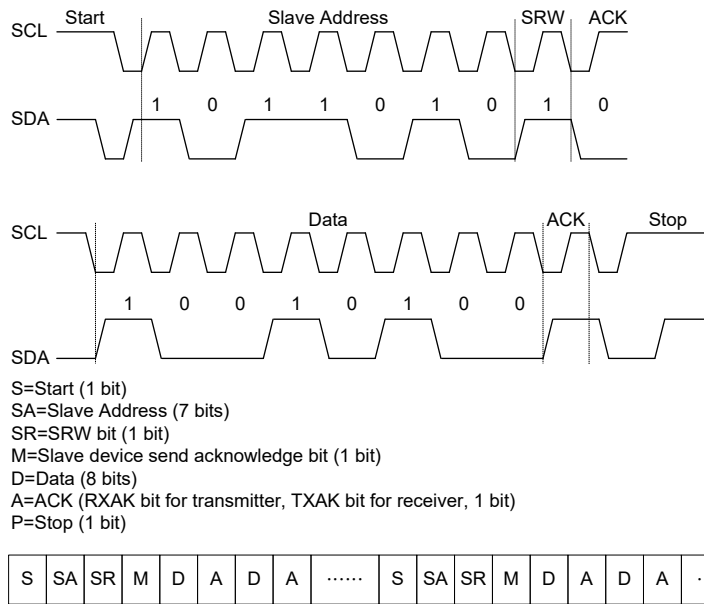 Start Slave Address SRW ACK
SCL
1 0 1 1 0 1 0 1 0
SDA
Data ACK Stop
SCL
1 0 0 1 0 1 0 0
SDA
S=Start (1 bit)
SA=Slave Address (7 bits)
SR=SRW bit (1 bit)
M=Slave device send acknowledge bit (1 bit)
D=Data (8 bits)
A=ACK (RXAK bit for transmitter, TXAK bit for receiver, 1 bit)
P=Stop (1 bit)
S SA SR M D A D A ...... S SA SR M D A D A ..